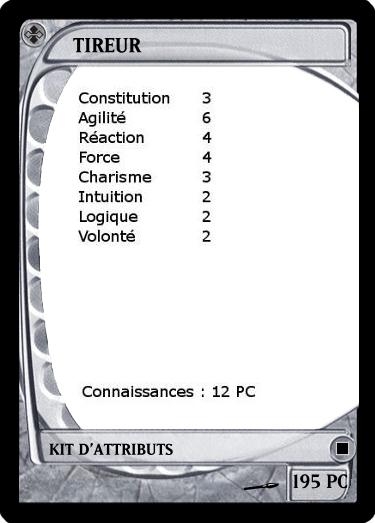 TIREUR
Constitution 3
Agilité 6
Réaction 4
Force 4
Charisme 3
Intuition 2
Logique 2
Volonté 2
Connaissances : 12 PC
KIT D'ATTRIBUTS
195 PC